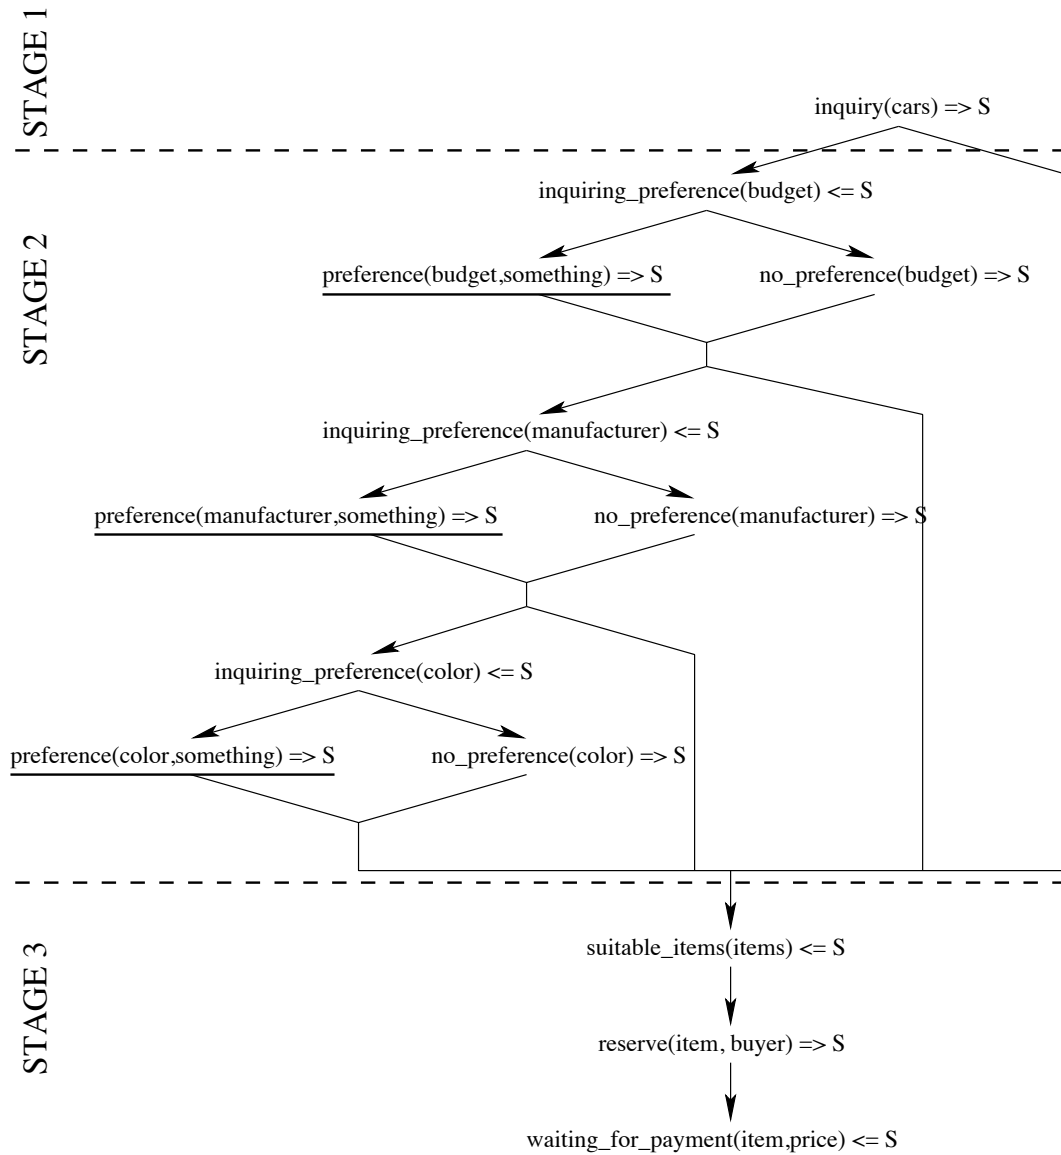 STAGE 1
inquiry(cars) => S
STAGE 2
inquiring_preference(budget) <= S
preference(budget,something) => S
no_preference(budget) => S
inquiring_preference(manufacturer) <= S
preference(manufacturer,something) => S
no_preference(manufacturer) => S
inquiring_preference(color) <= S
preference(color,something) => S
no_preference(color) => S
STAGE 3
suitable_items(items) <= S
reserve(item, buyer) => S
waiting_for_payment(item,price) <= S